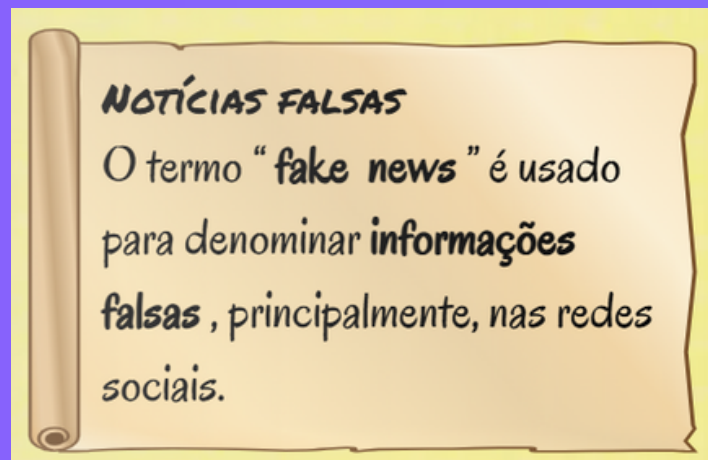 NOTÍCIAS FALSAS
O termo “ fake news ” é usado
para denominar informações
falsas , principalmente, nas redes
sociais.